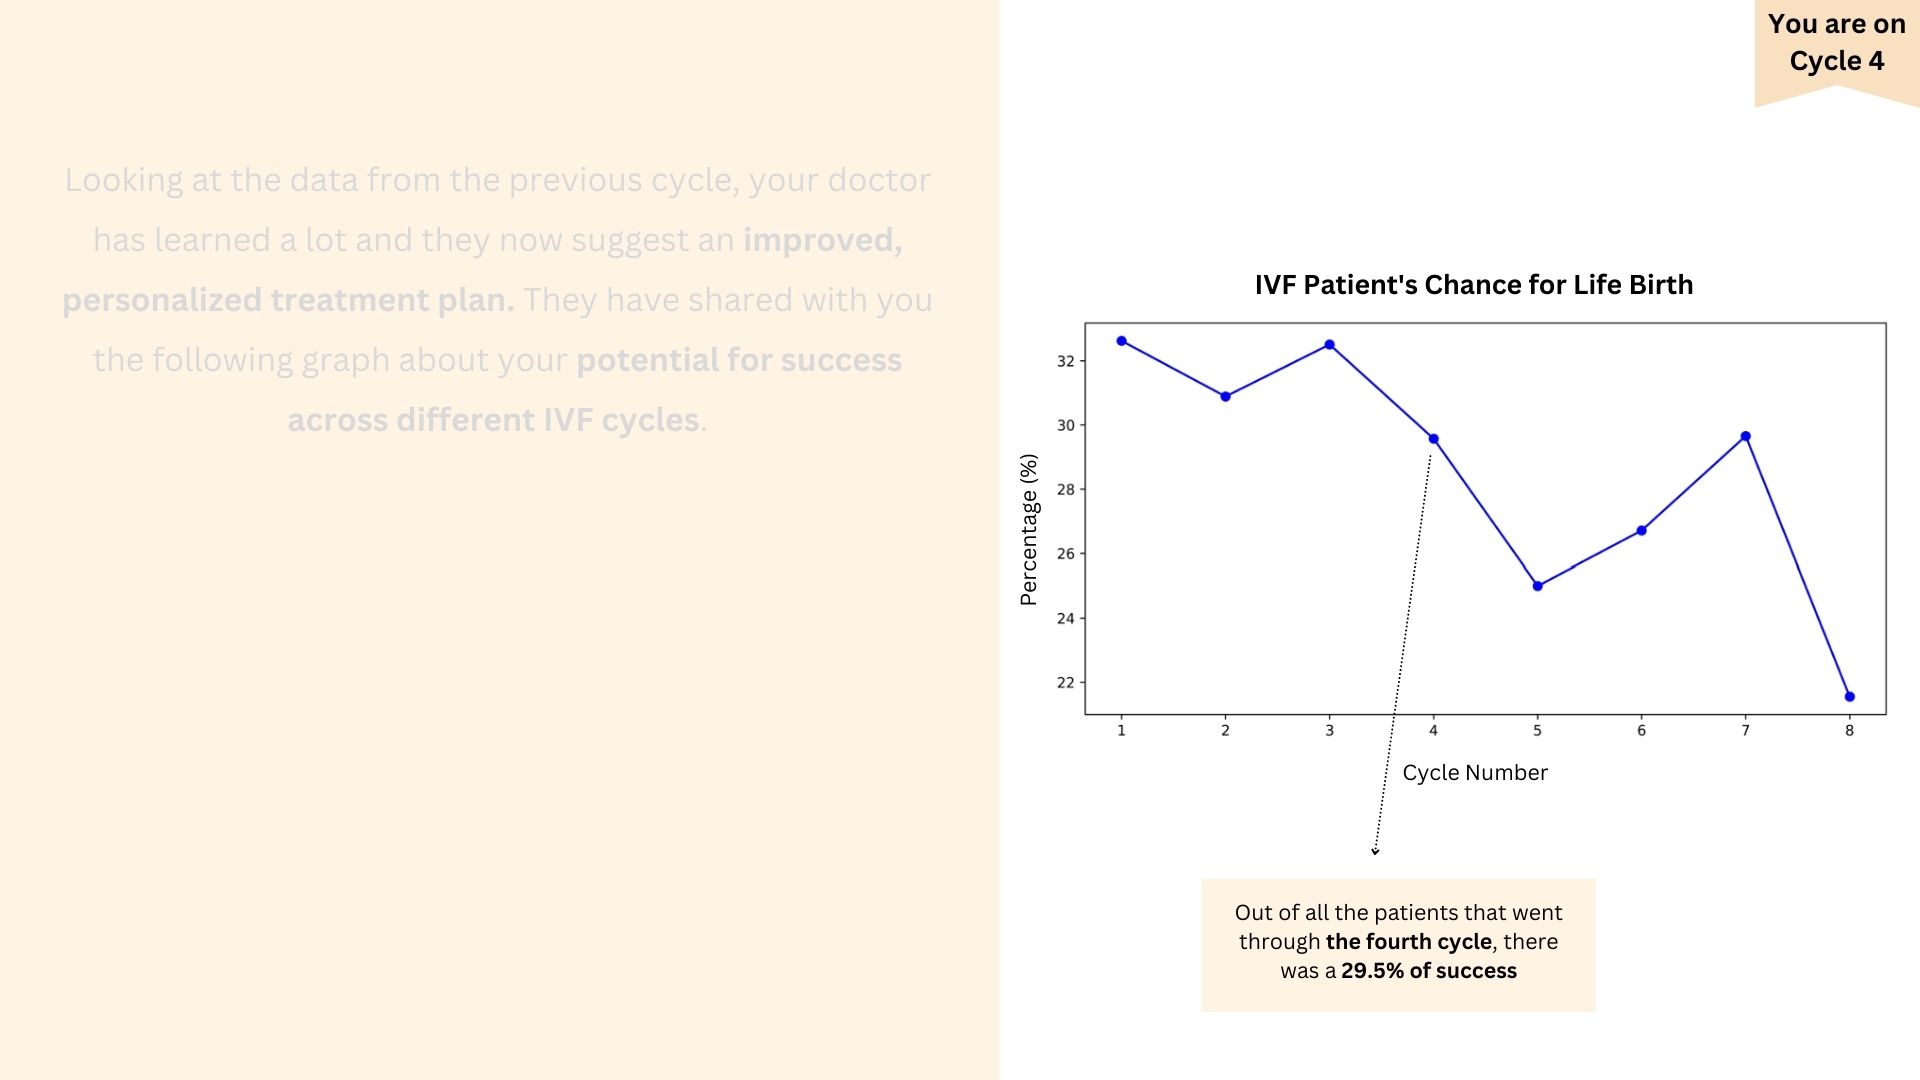 You are on
Cycle 4
Looking at the data from the previous cycle, your doctor
has learned a lot and they now suggest an improved,
personalized treatment plan. They have shared with you
the following graph about your potential for success
across different IVF cycles.
IVF Patient's Chance for Life Birth
Percentage (%)
32
30
28
26
24
22
1 2 3 4 5 6 7 8
Cycle Number
Out of all the patients that went
through the fourth cycle, there
was a 29.5% of success